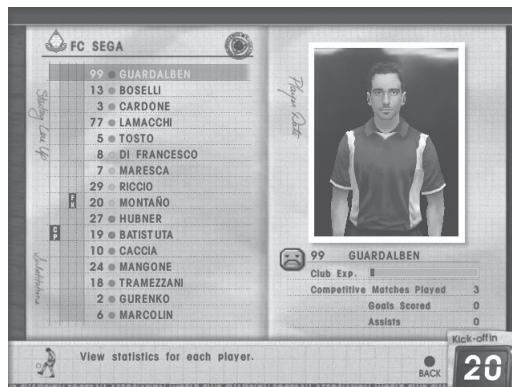 FC SEGA
99 GUARDALBEN
13 BOSELLI
3 CARDONE
77 LAMACCHI
5 TOSTO
8 DI FRANCESCO
7 MARESCA
29 RICCIO
FK 20 MONTAÑO
27 HUBNER
CP 19 BATISTUTA
10 CACCIA
24 MANGONE
18 TRAMEZZANI
2 GURENKO
6 MARCOLIN
Starting Line Up
Substitutions
Player Data
99 GUARDALBEN
Club Exp.
Competitive Matches Played 3
Goals Scored 0
Assists 0
View statistics for each player.
BACK
Kick-off in
20